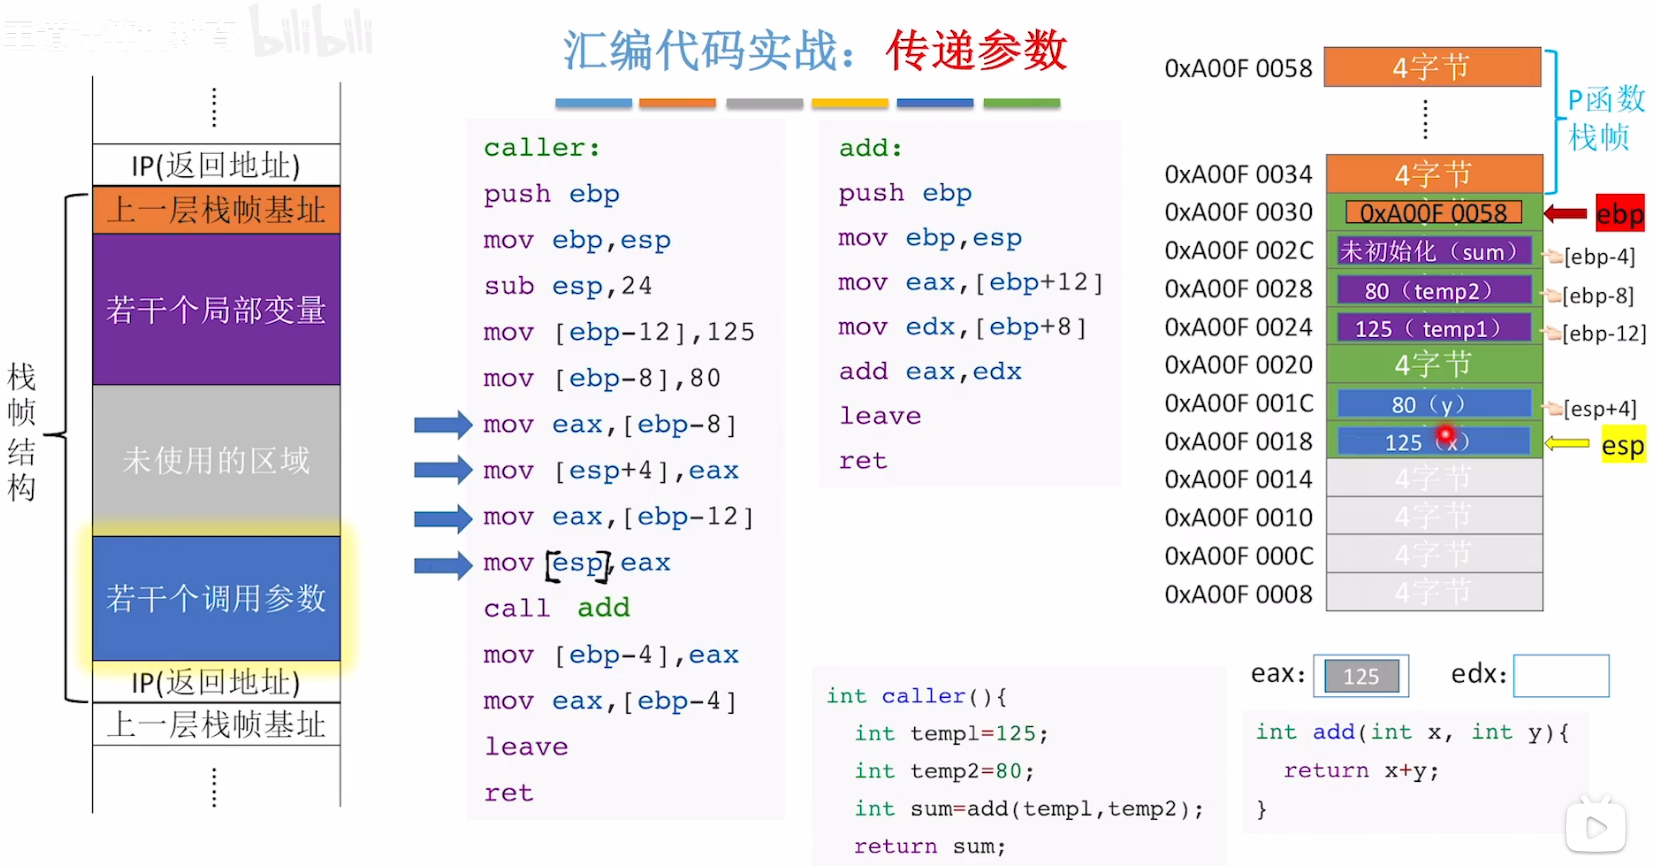 bilibili
汇编代码实战：传递参数
IP(返回地址)
上一层栈帧基址
若干个局部变量
未使用的区域
若干个调用参数
IP(返回地址)
上一层栈帧基址
栈帧结构
caller:
push ebp
mov ebp,esp
sub esp,24
mov [ebp-12],125
mov [ebp-8],80
mov eax,[ebp-8]
mov [esp+4],eax
mov eax,[ebp-12]
mov [esp],eax
call add
mov [ebp-4],eax
mov eax,[ebp-4]
leave
ret
add:
push ebp
mov ebp,esp
mov eax,[ebp+12]
mov edx,[ebp+8]
add eax,edx
leave
ret
int caller(){
int temp1=125;
int temp2=80;
int sum=add(temp1,temp2);
return sum;
0xA00F 0058 4字节
P函数
栈帧
0xA00F 0034 4字节
0xA00F 0030 0xA00F 0058 ebp
0xA00F 002C 未初始化（sum） [ebp-4]
0xA00F 0028 80（temp2） [ebp-8]
0xA00F 0024 125（ temp1） [ebp-12]
0xA00F 0020 4字节
0xA00F 001C 80（y） [esp+4]
0xA00F 0018 125（x） esp
0xA00F 0014 4字节
0xA00F 0010 4字节
0xA00F 000C 4字节
0xA00F 0008 4字节
eax: 125 edx:
int add(int x, int y){
return x+y;
}